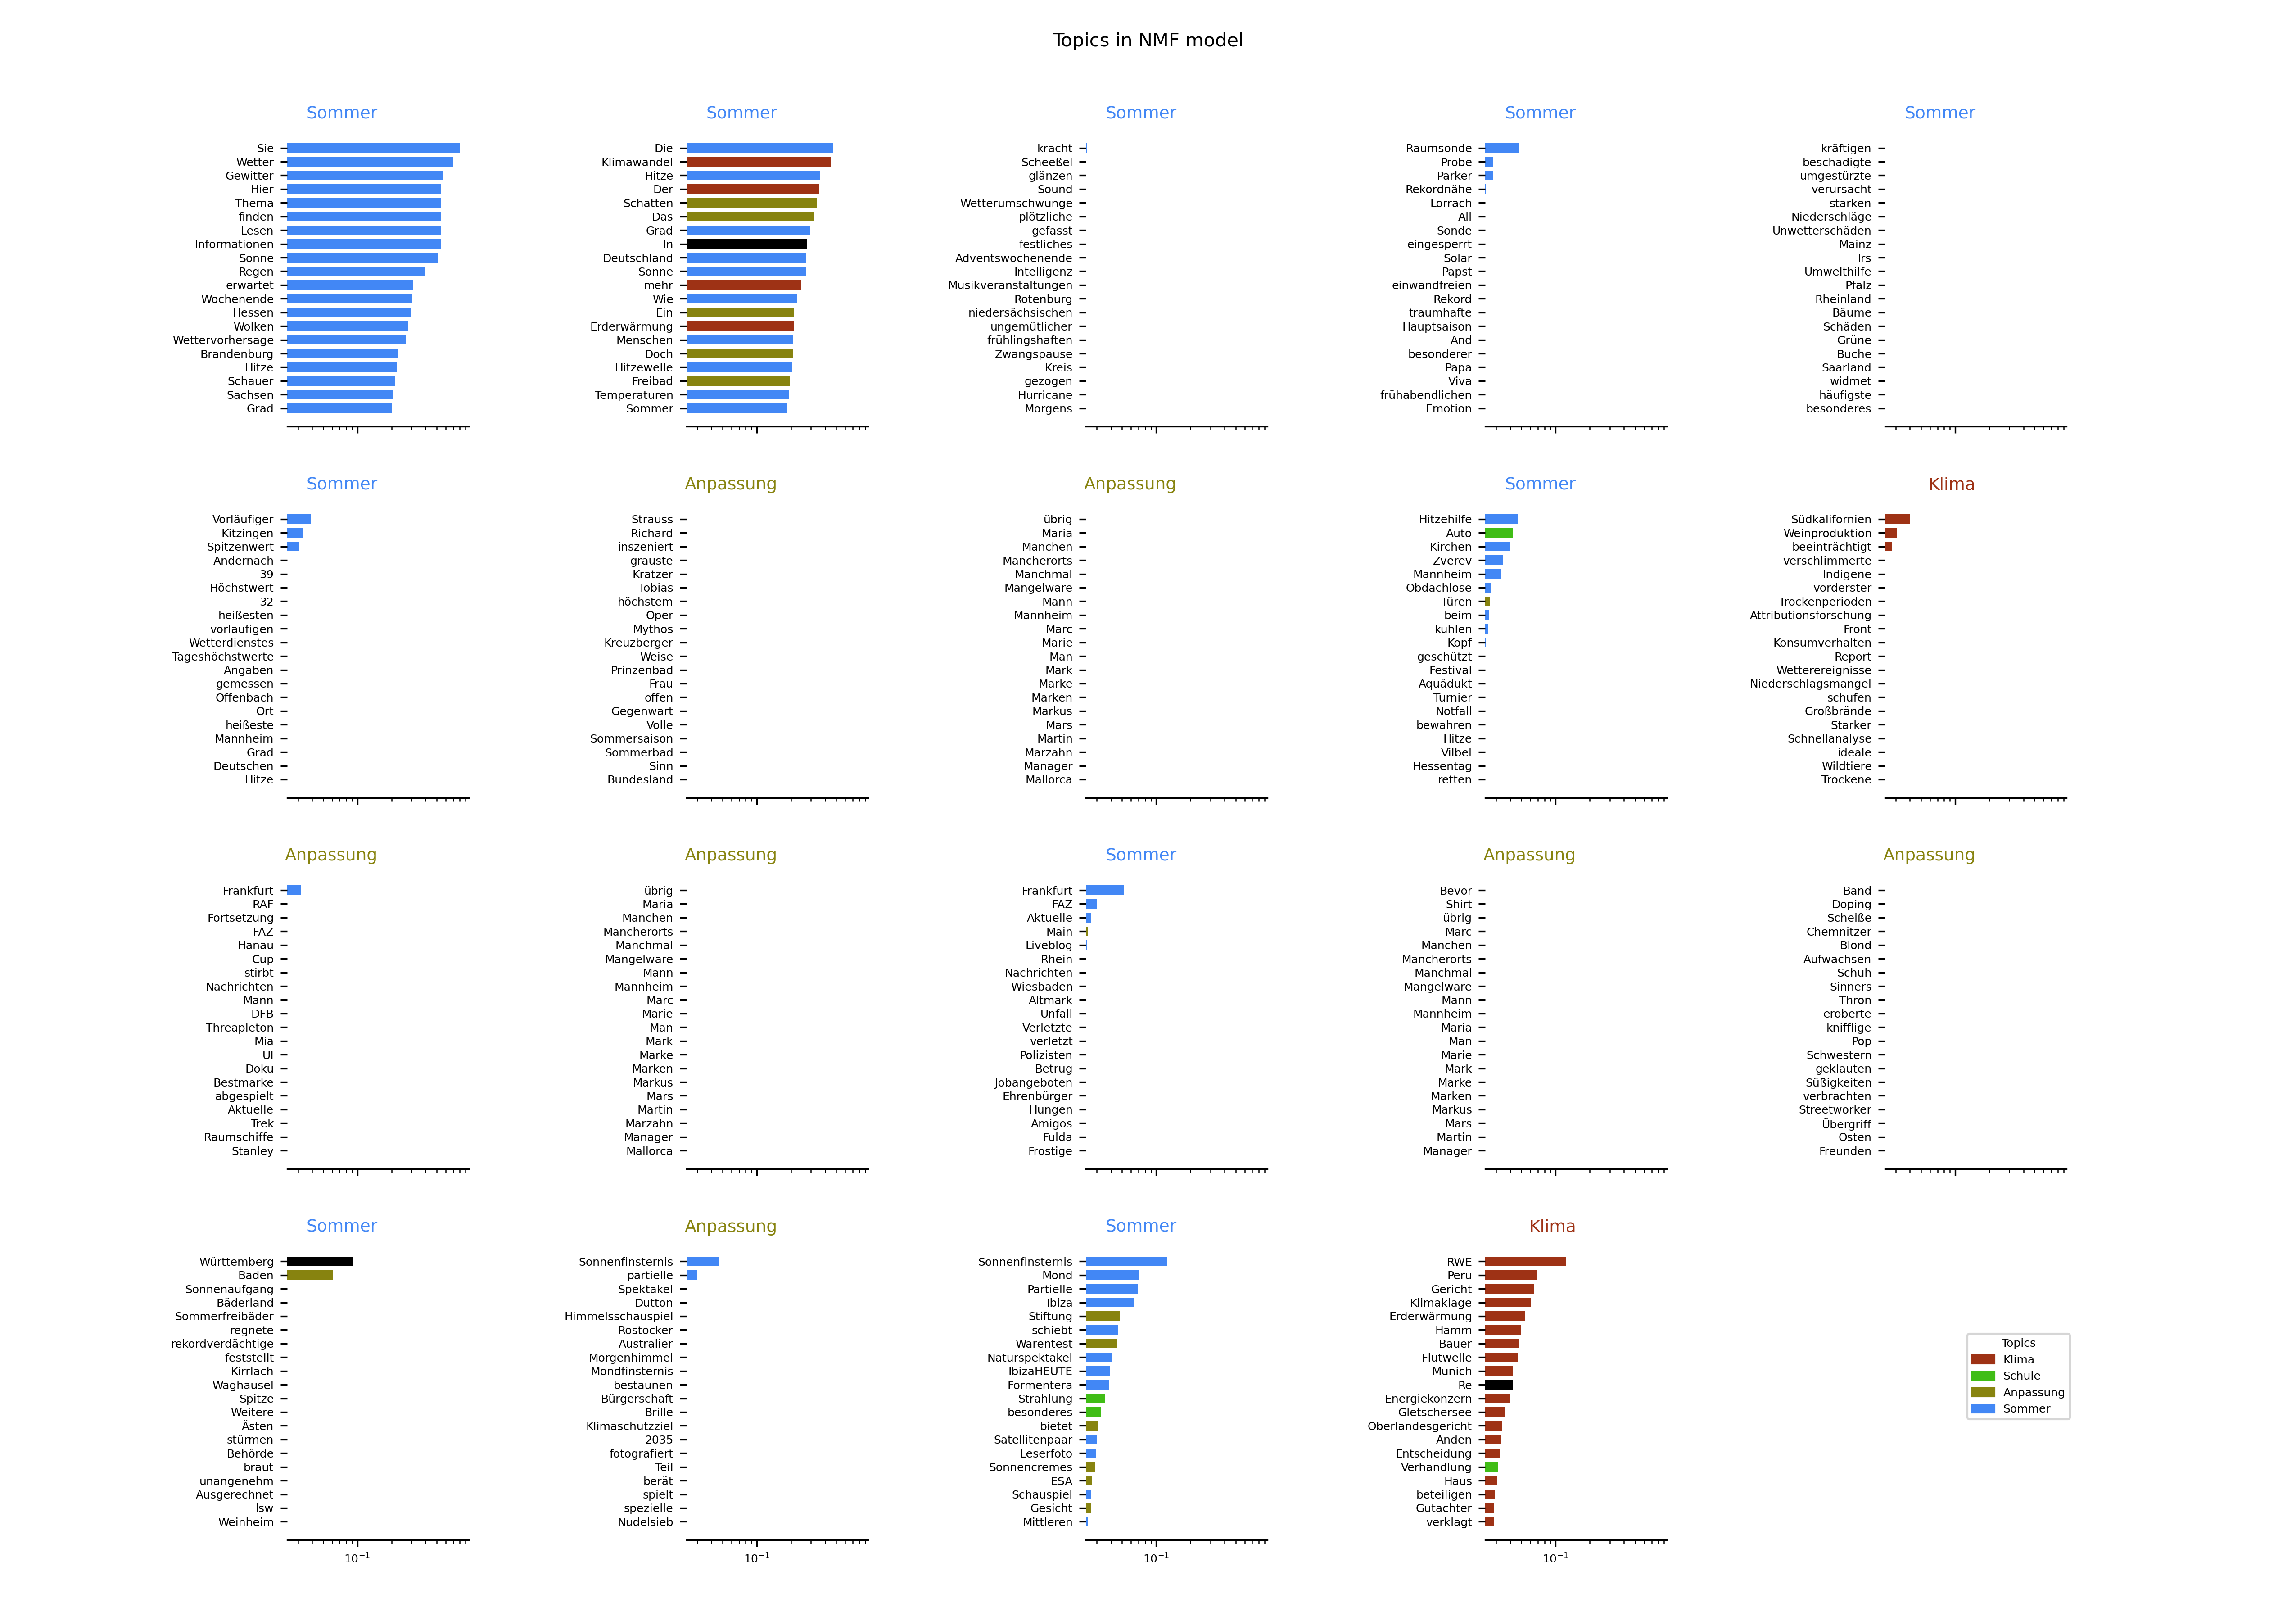 Topics in NMF model
Sommer
Sie
Wetter
Gewitter
Hier
Thema
finden
Lesen
Informationen
Sonne
Regen
erwartet
Wochenende
Hessen
Wolken
Wettervorhersage
Brandenburg
Hitze
Schauer
Sachsen
Grad
Sommer
Die
Klimawandel
Hitze
Der
Schatten
Das
Grad
In
Deutschland
Sonne
mehr
Wie
Ein
Erderwärmung
Menschen
Doch
Hitzewelle
Freibad
Temperaturen
Sommer
Sommer
kracht
Scheeßel
glänzen
Sound
Wetterumschwünge
plötzliche
gefasst
festliches
Adventswochenende
Intelligenz
Musikveranstaltungen
Rotenburg
niedersächsischen
ungemütlicher
frühlingshaften
Zwangspause
Kreis
gezogen
Hurricane
Morgens
Sommer
Raumsonde
Probe
Parker
Rekordnähe
Lörrach
All
Sonde
eingesperrt
Solar
Papst
einwandfreien
Rekord
traumhafte
Hauptsaison
And
besonderer
Papa
Viva
frühabendlichen
Emotion
Sommer
kräftigen
beschädigte
umgestürzte
verursacht
starken
Niederschläge
Unwetterschäden
Mainz
lrs
Umwelthilfe
Pfalz
Rheinland
Bäume
Schäden
Grüne
Buche
Saarland
widmet
häufigste
besonderes
Sommer
Vorläufiger
Kitzingen
Spitzenwert
Andernach
39
Höchstwert
32
heißesten
vorläufigen
Wetterdienstes
Tageshöchstwerte
Angaben
gemessen
Offenbach
Ort
heißeste
Mannheim
Grad
Deutschen
Hitze
Anpassung
Strauss
Richard
inszeniert
grauste
Kratzer
Tobias
höchstem
Oper
Mythos
Kreuzberger
Weise
Prinzenbad
Frau
offen
Gegenwart
Volle
Sommersaison
Sommerbad
Sinn
Bundesland
Anpassung
übrig
Maria
Manchen
Mancherorts
Manchmal
Mangelware
Mann
Mannheim
Marc
Marie
Man
Mark
Marke
Marken
Markus
Mars
Martin
Marzahn
Manager
Mallorca
Sommer
Hitzehilfe
Auto
Kirchen
Zverev
Mannheim
Obdachlose
Türen
beim
kühlen
Kopf
geschützt
Festival
Aquädukt
Turnier
Notfall
bewahren
Hitze
Vilbel
Hessentag
retten
Klima
Südkalifornien
Weinproduktion
beeinträchtigt
verschlimmerte
Indigene
vorderster
Trockenperioden
Attributionsforschung
Front
Konsumverhalten
Report
Wetterereignisse
Niederschlagsmangel
schufen
Großbrände
Starker
Schnellanalyse
ideale
Wildtiere
Trockene
Anpassung
Frankfurt
RAF
Fortsetzung
FAZ
Hanau
Cup
stirbt
Nachrichten
Mann
DFB
Threapleton
Mia
UI
Doku
Bestmarke
abgespielt
Aktuelle
Trek
Raumschiffe
Stanley
Anpassung
übrig
Maria
Manchen
Mancherorts
Manchmal
Mangelware
Mann
Mannheim
Marc
Marie
Man
Mark
Marke
Marken
Markus
Mars
Martin
Marzahn
Manager
Mallorca
Sommer
Frankfurt
FAZ
Aktuelle
Main
Liveblog
Rhein
Nachrichten
Wiesbaden
Altmark
Unfall
Verletzte
verletzt
Polizisten
Betrug
Jobangeboten
Ehrenbürger
Hungen
Amigos
Fulda
Frostige
Anpassung
Bevor
Shirt
übrig
Marc
Manchen
Mancherorts
Manchmal
Mangelware
Mann
Mannheim
Maria
Man
Marie
Mark
Marke
Marken
Markus
Mars
Martin
Manager
Anpassung
Band
Doping
Scheiße
Chemnitzer
Blond
Aufwachsen
Schuh
Sinners
Thron
eroberte
knifflige
Pop
Schwestern
geklauten
Süßigkeiten
verbrachten
Streetworker
Übergriff
Osten
Freunden
Sommer
Württemberg
Baden
Sonnenaufgang
Bäderland
Sommerfreibäder
regnete
rekordverdächtige
feststellt
Kirrlach
Waghäusel
Spitze
Weitere
Ästen
stürmen
Behörde
braut
unangenehm
Ausgerechnet
lsw
Weinheim
10⁻¹
Anpassung
Sonnenfinsternis
partielle
Spektakel
Dutton
Himmelsschauspiel
Rostocker
Australier
Morgenhimmel
Mondfinsternis
bestaunen
Bürgerschaft
Brille
Klimaschutzziel
2035
fotografiert
Teil
berät
spielt
spezielle
Nudelsieb
10⁻¹
Sommer
Sonnenfinsternis
Mond
Partielle
Ibiza
Stiftung
schiebt
Warentest
Naturspektakel
IbizaHEUTE
Formentera
Strahlung
besonderes
bietet
Satellitenpaar
Leserfoto
Sonnencremes
ESA
Schauspiel
Gesicht
Mittleren
10⁻¹
Klima
RWE
Peru
Gericht
Klimaklage
Erderwärmung
Hamm
Bauer
Flutwelle
Munich
Re
Energiekonzern
Gletschersee
Oberlandesgericht
Anden
Entscheidung
Verhandlung
Haus
beteiligen
Gutachter
verklagt
10⁻¹
Topics
Klima
Schule
Anpassung
Sommer